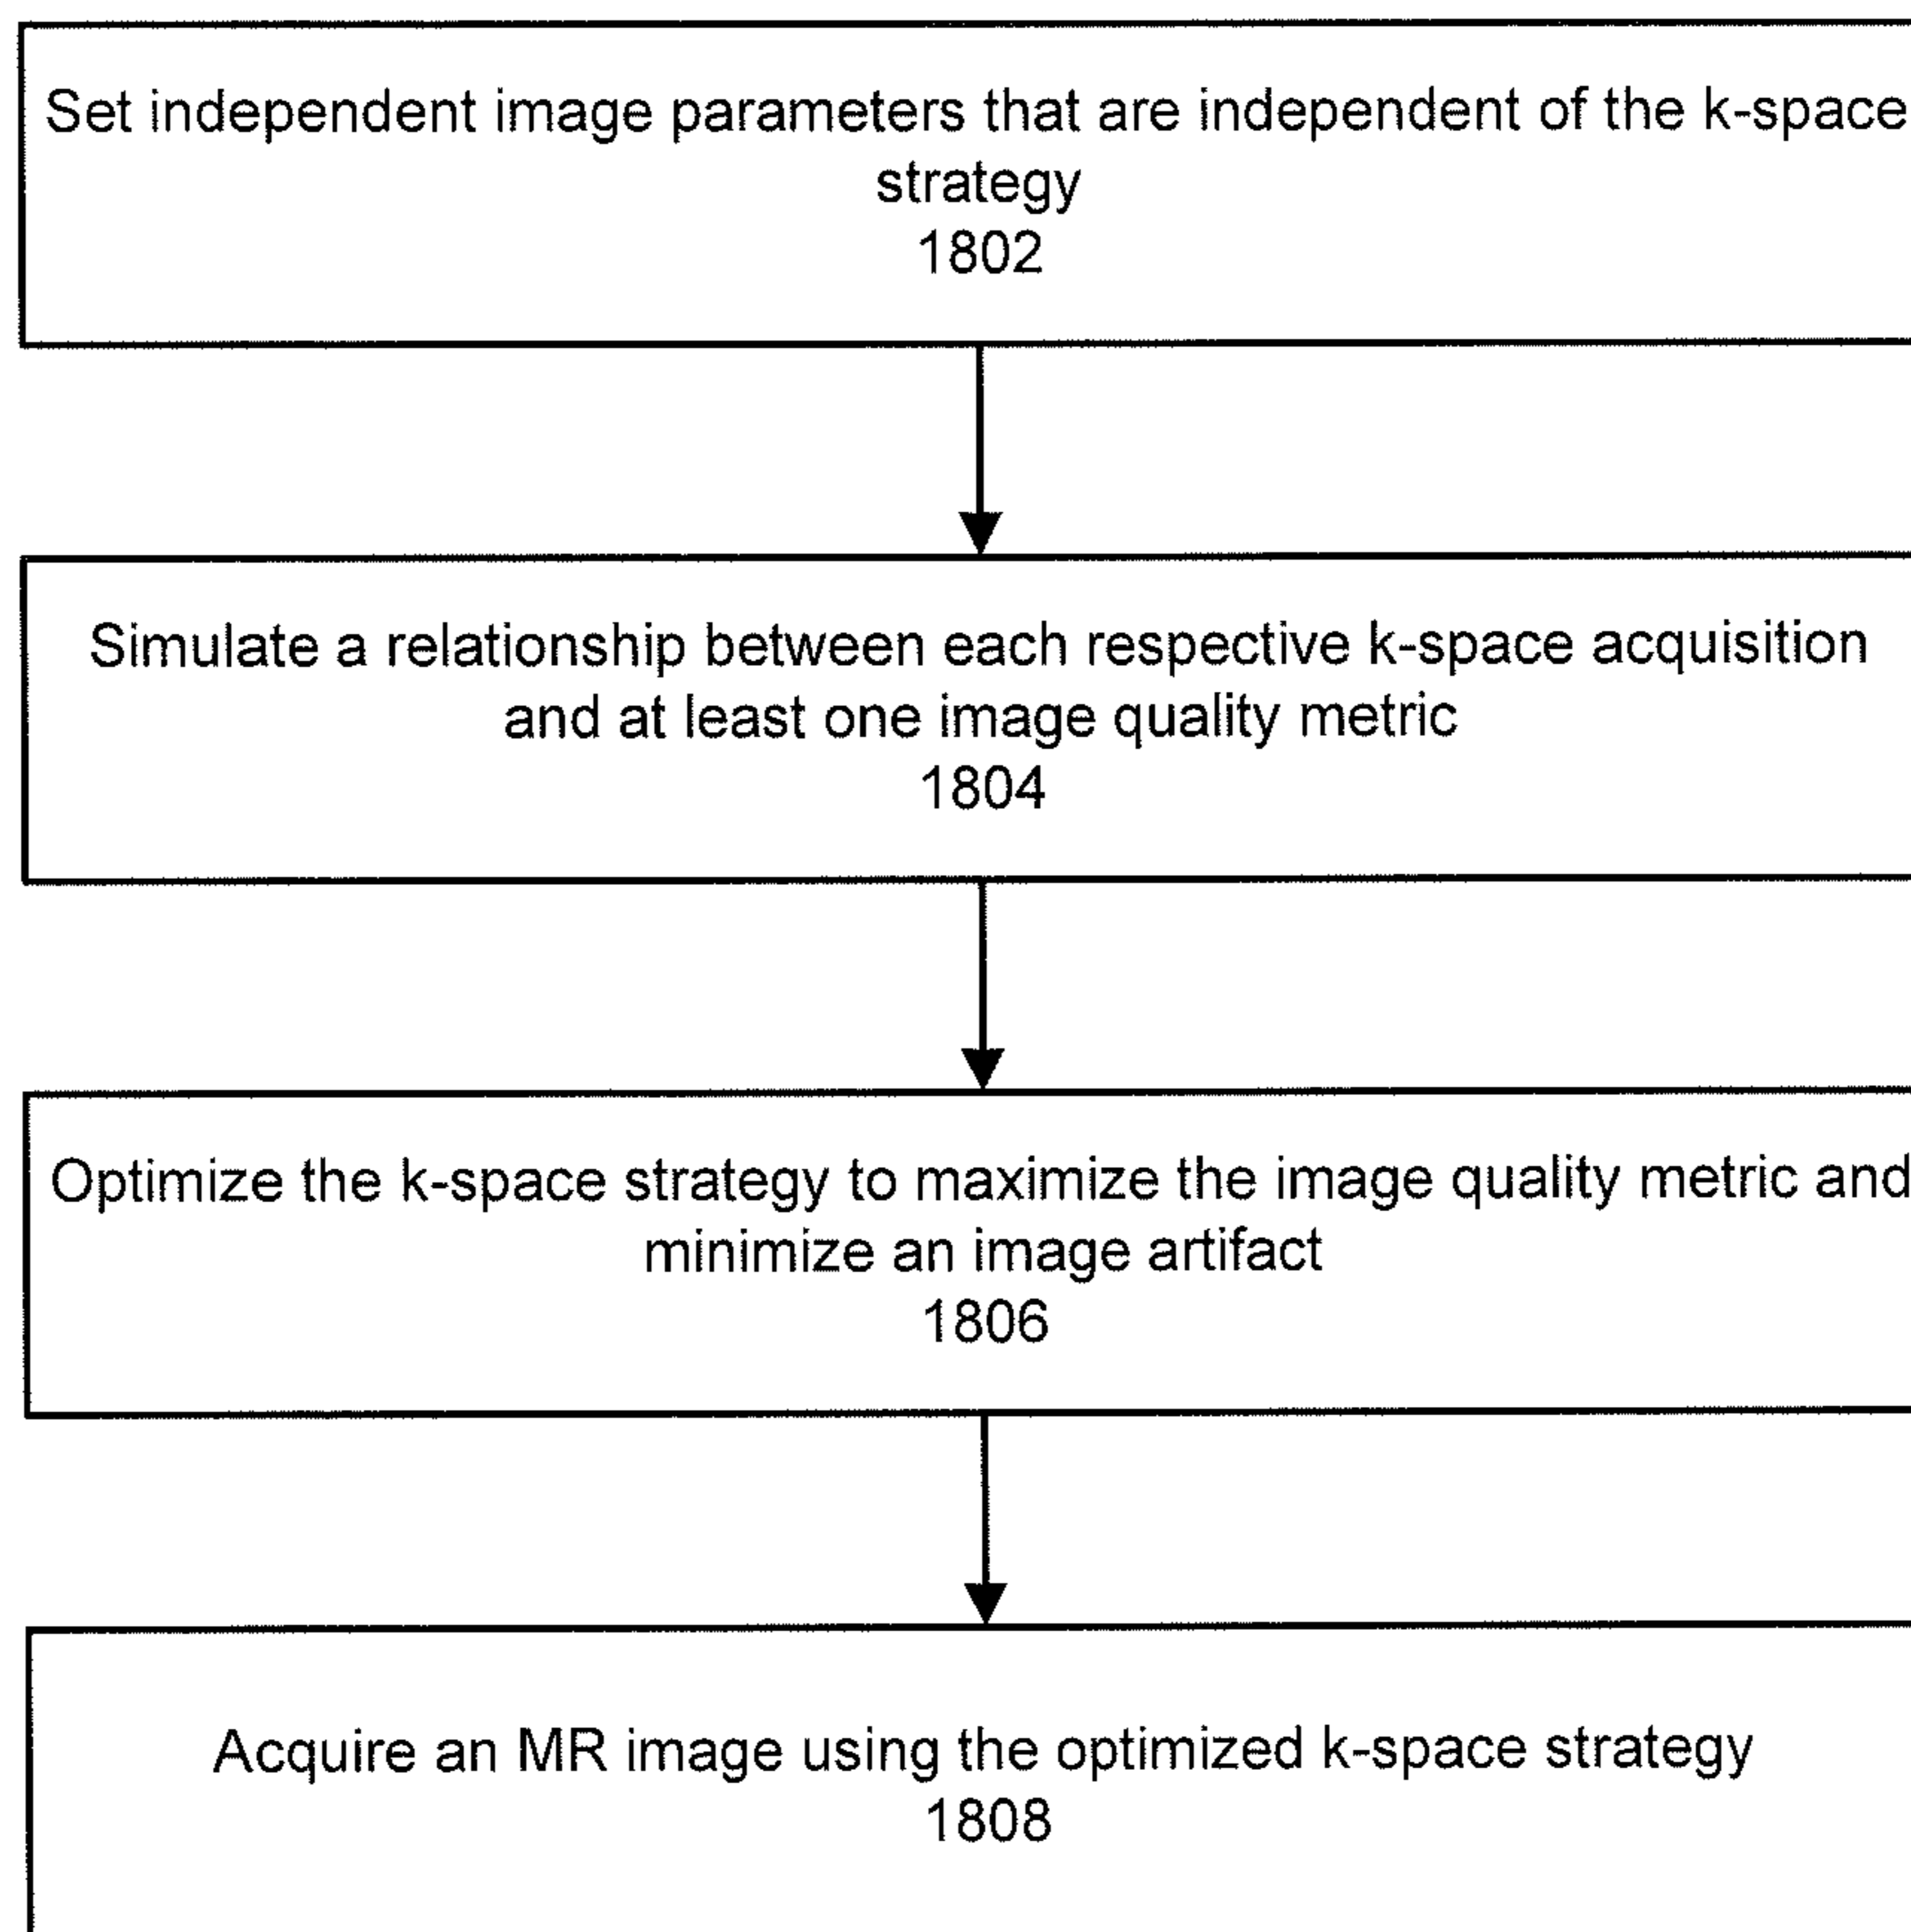 Set independent image parameters that are independent of the k-space
strategy
1802
Simulate a relationship between each respective k-space acquisition
and at least one image quality metric
1804
Optimize the k-space strategy to maximize the image quality metric and
minimize an image artifact
1806
Acquire an MR image using the optimized k-space strategy
1808